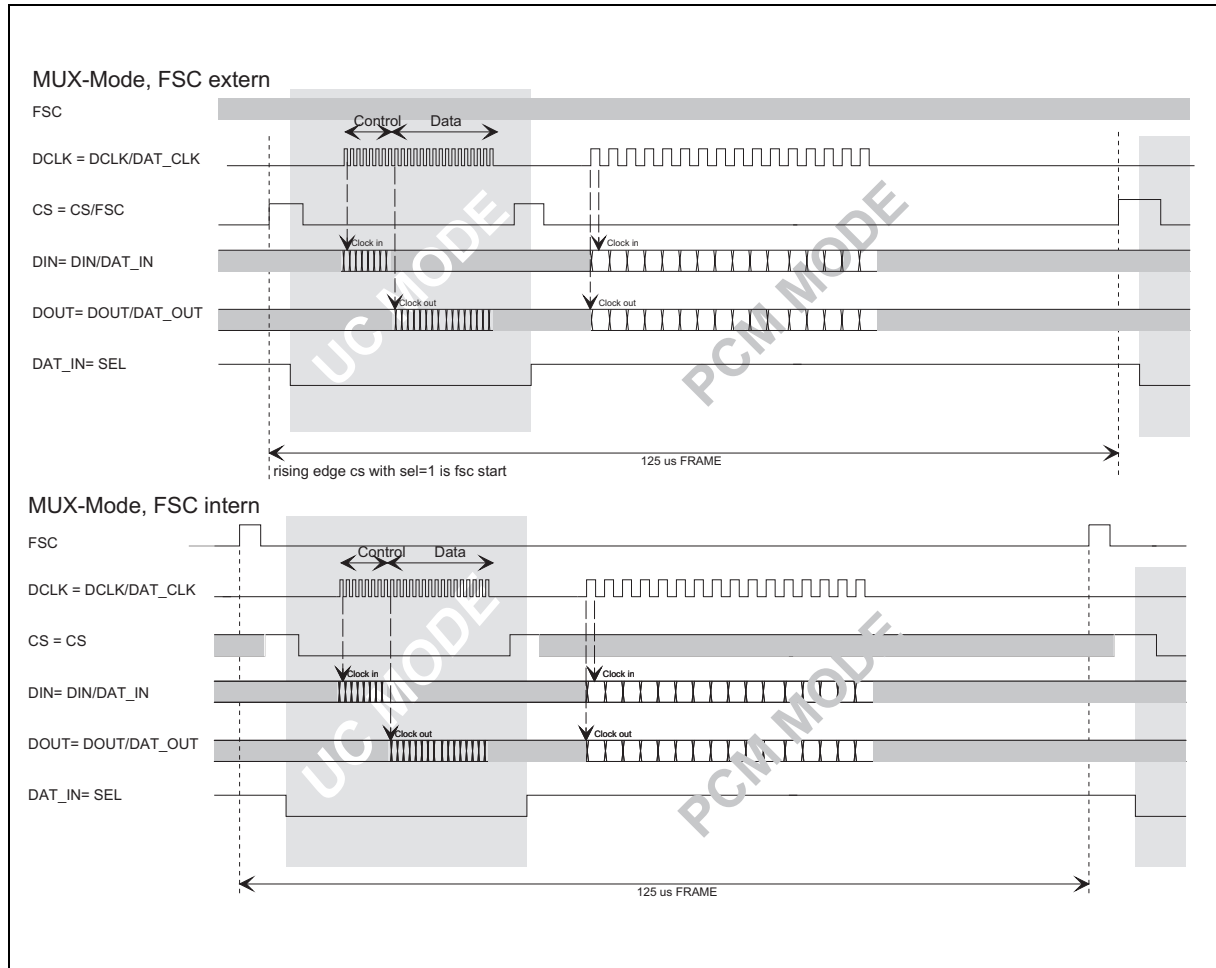 MUX-Mode, FSC extern
FSC
Control Data
DCLK = DCLK/DAT_CLK
CS = CS/FSC
Clock in Clock in
DIN= DIN/DAT_IN
Clock out Clock out
DOUT= DOUT/DAT_OUT
DAT_IN= SEL
UC MODE
PCM MODE
125 us FRAME
rising edge cs with sel=1 is fsc start
MUX-Mode, FSC intern
FSC
Control Data
DCLK = DCLK/DAT_CLK
CS = CS
Clock in Clock in
DIN= DIN/DAT_IN
Clock out Clock out
DOUT= DOUT/DAT_OUT
DAT_IN= SEL
UC MODE
PCM MODE
125 us FRAME